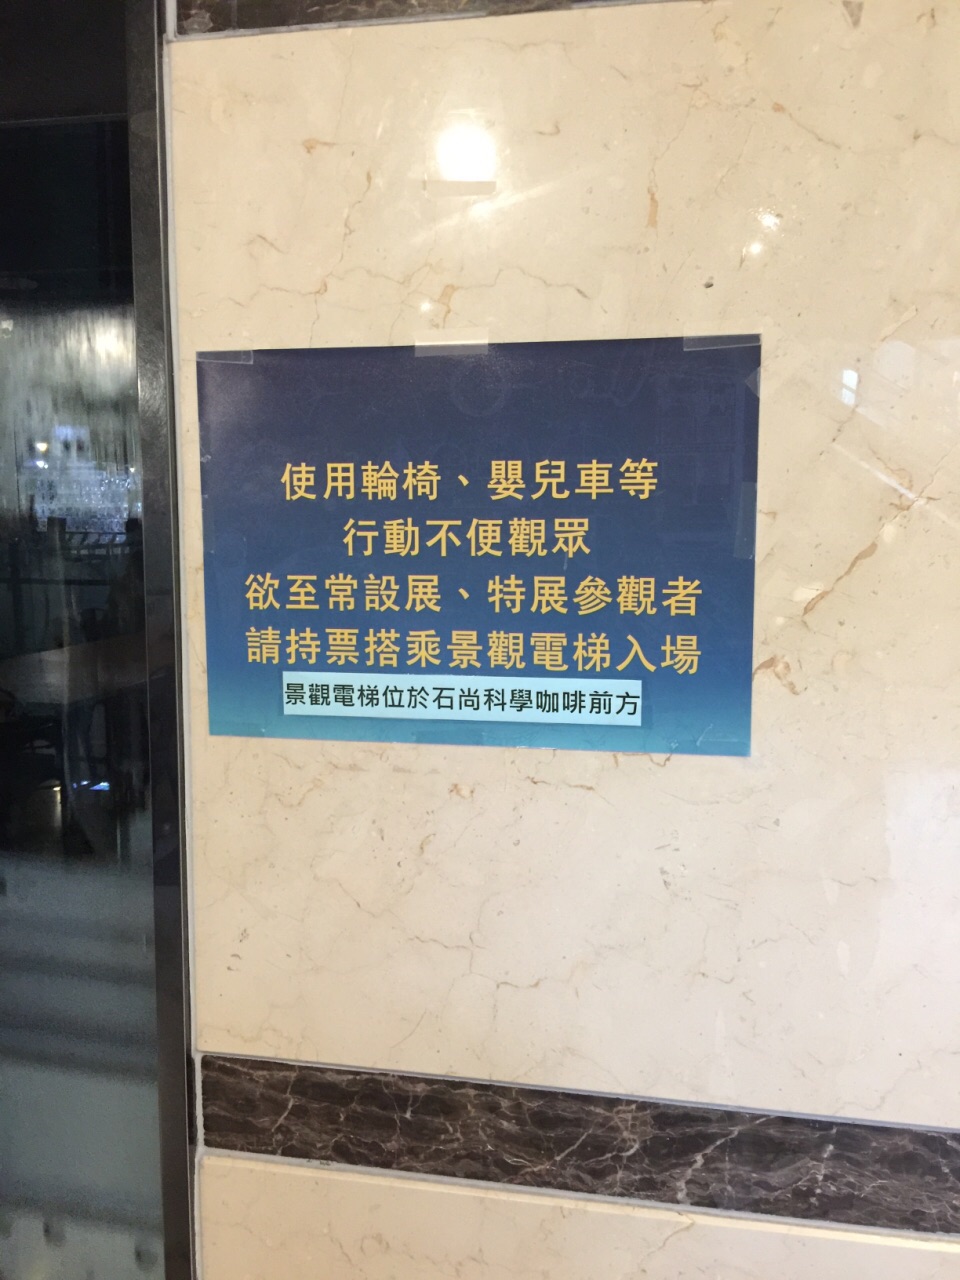 使用輪椅、嬰兒車等
行動不便觀眾
欲至常設展、特展參觀者
請持票搭乘景觀電梯入場
景觀電梯位於石尚科學咖啡前方